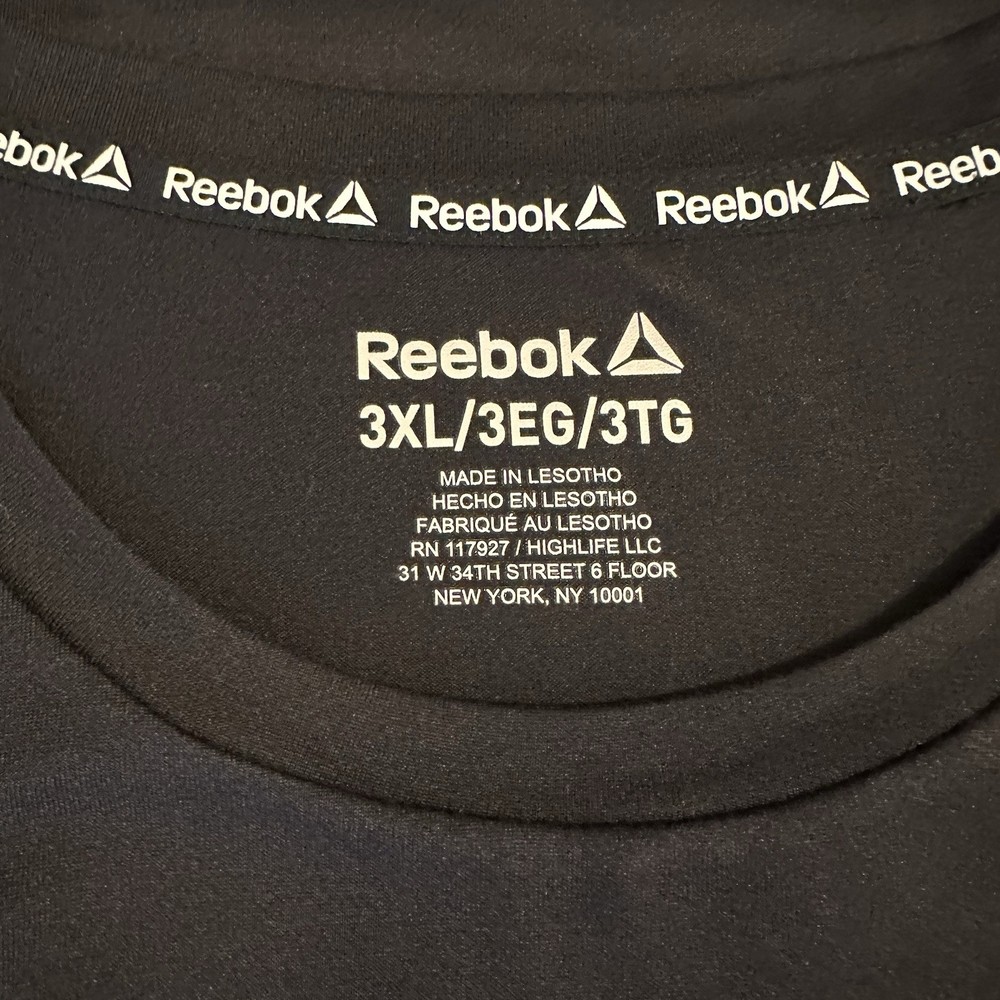 ebok Reebok Reebok Reebok Reeb
Reebok
3XL/3EG/3TG
MADE IN LESOTHO
HECHO EN LESOTHO
FABRIQUÉ AU LESOTHO
RN 117927 / HIGHLIFE LLC
31 W 34TH STREET 6 FLOOR
NEW YORK, NY 10001